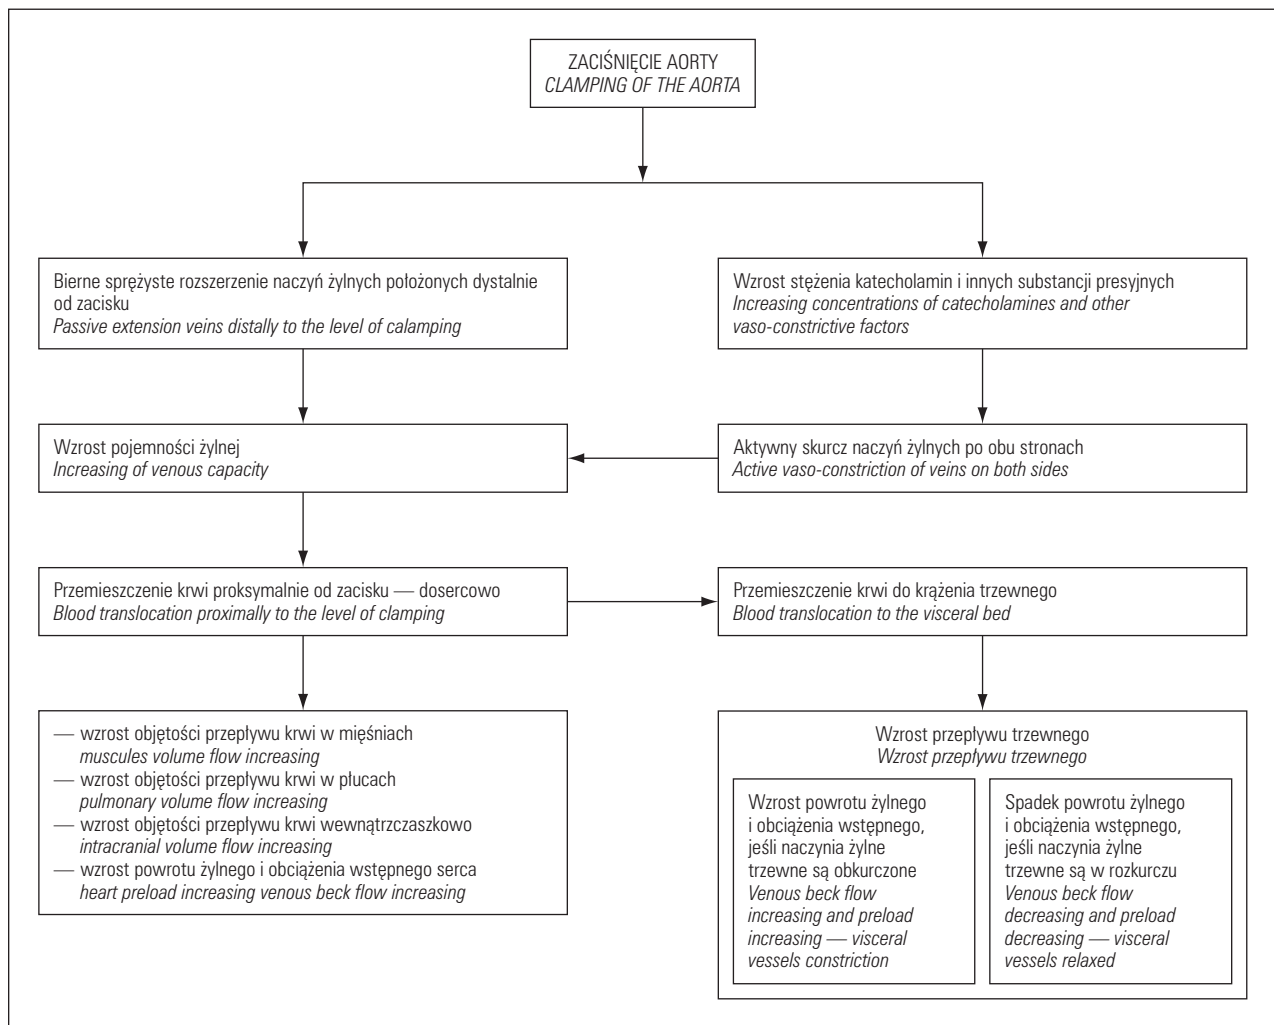 ZACIŚNIĘCIE AORTY
CLAMPING OF THE AORTA
Bierne sprężyste rozszerzenie naczyń żylnych położonych dystalnie
od zacisku
Passive extension veins distally to the level of calamping
Wzrost stężenia katecholamin i innych substancji presyjnych
Increasing concentrations of catecholamines and other
vaso-constrictive factors
Wzrost pojemności żylnej
Increasing of venous capacity
Aktywny skurcz naczyń żylnych po obu stronach
Active vaso-constriction of veins on both sides
Przemieszczenie krwi proksymalnie od zacisku — dosercowo
Blood translocation proximally to the level of clamping
Przemieszczenie krwi do krążenia trzewnego
Blood translocation to the visceral bed
— wzrost objętości przepływu krwi w mięśniach
muscules volume flow increasing
— wzrost objętości przepływu krwi w płucach
pulmonary volume flow increasing
— wzrost objętości przepływu krwi wewnątrzczaszkowo
intracranial volume flow increasing
— wzrost powrotu żylnego i obciążenia wstępnego serca
heart preload increasing venous beck flow increasing
Wzrost przepływu trzewnego
Wzrost przepływu trzewnego
Wzrost powrotu żylnego
i obciążenia wstępnego,
jeśli naczynia żylne
trzewne są obkurczone
Venous beck flow
increasing and preload
increasing — visceral
vessels constriction
Spadek powrotu żylnego
i obciążenia wstępnego,
jeśli naczynia żylne
trzewne są w rozkurczu
Venous beck flow
decreasing and preload
decreasing — visceral
vessels relaxed